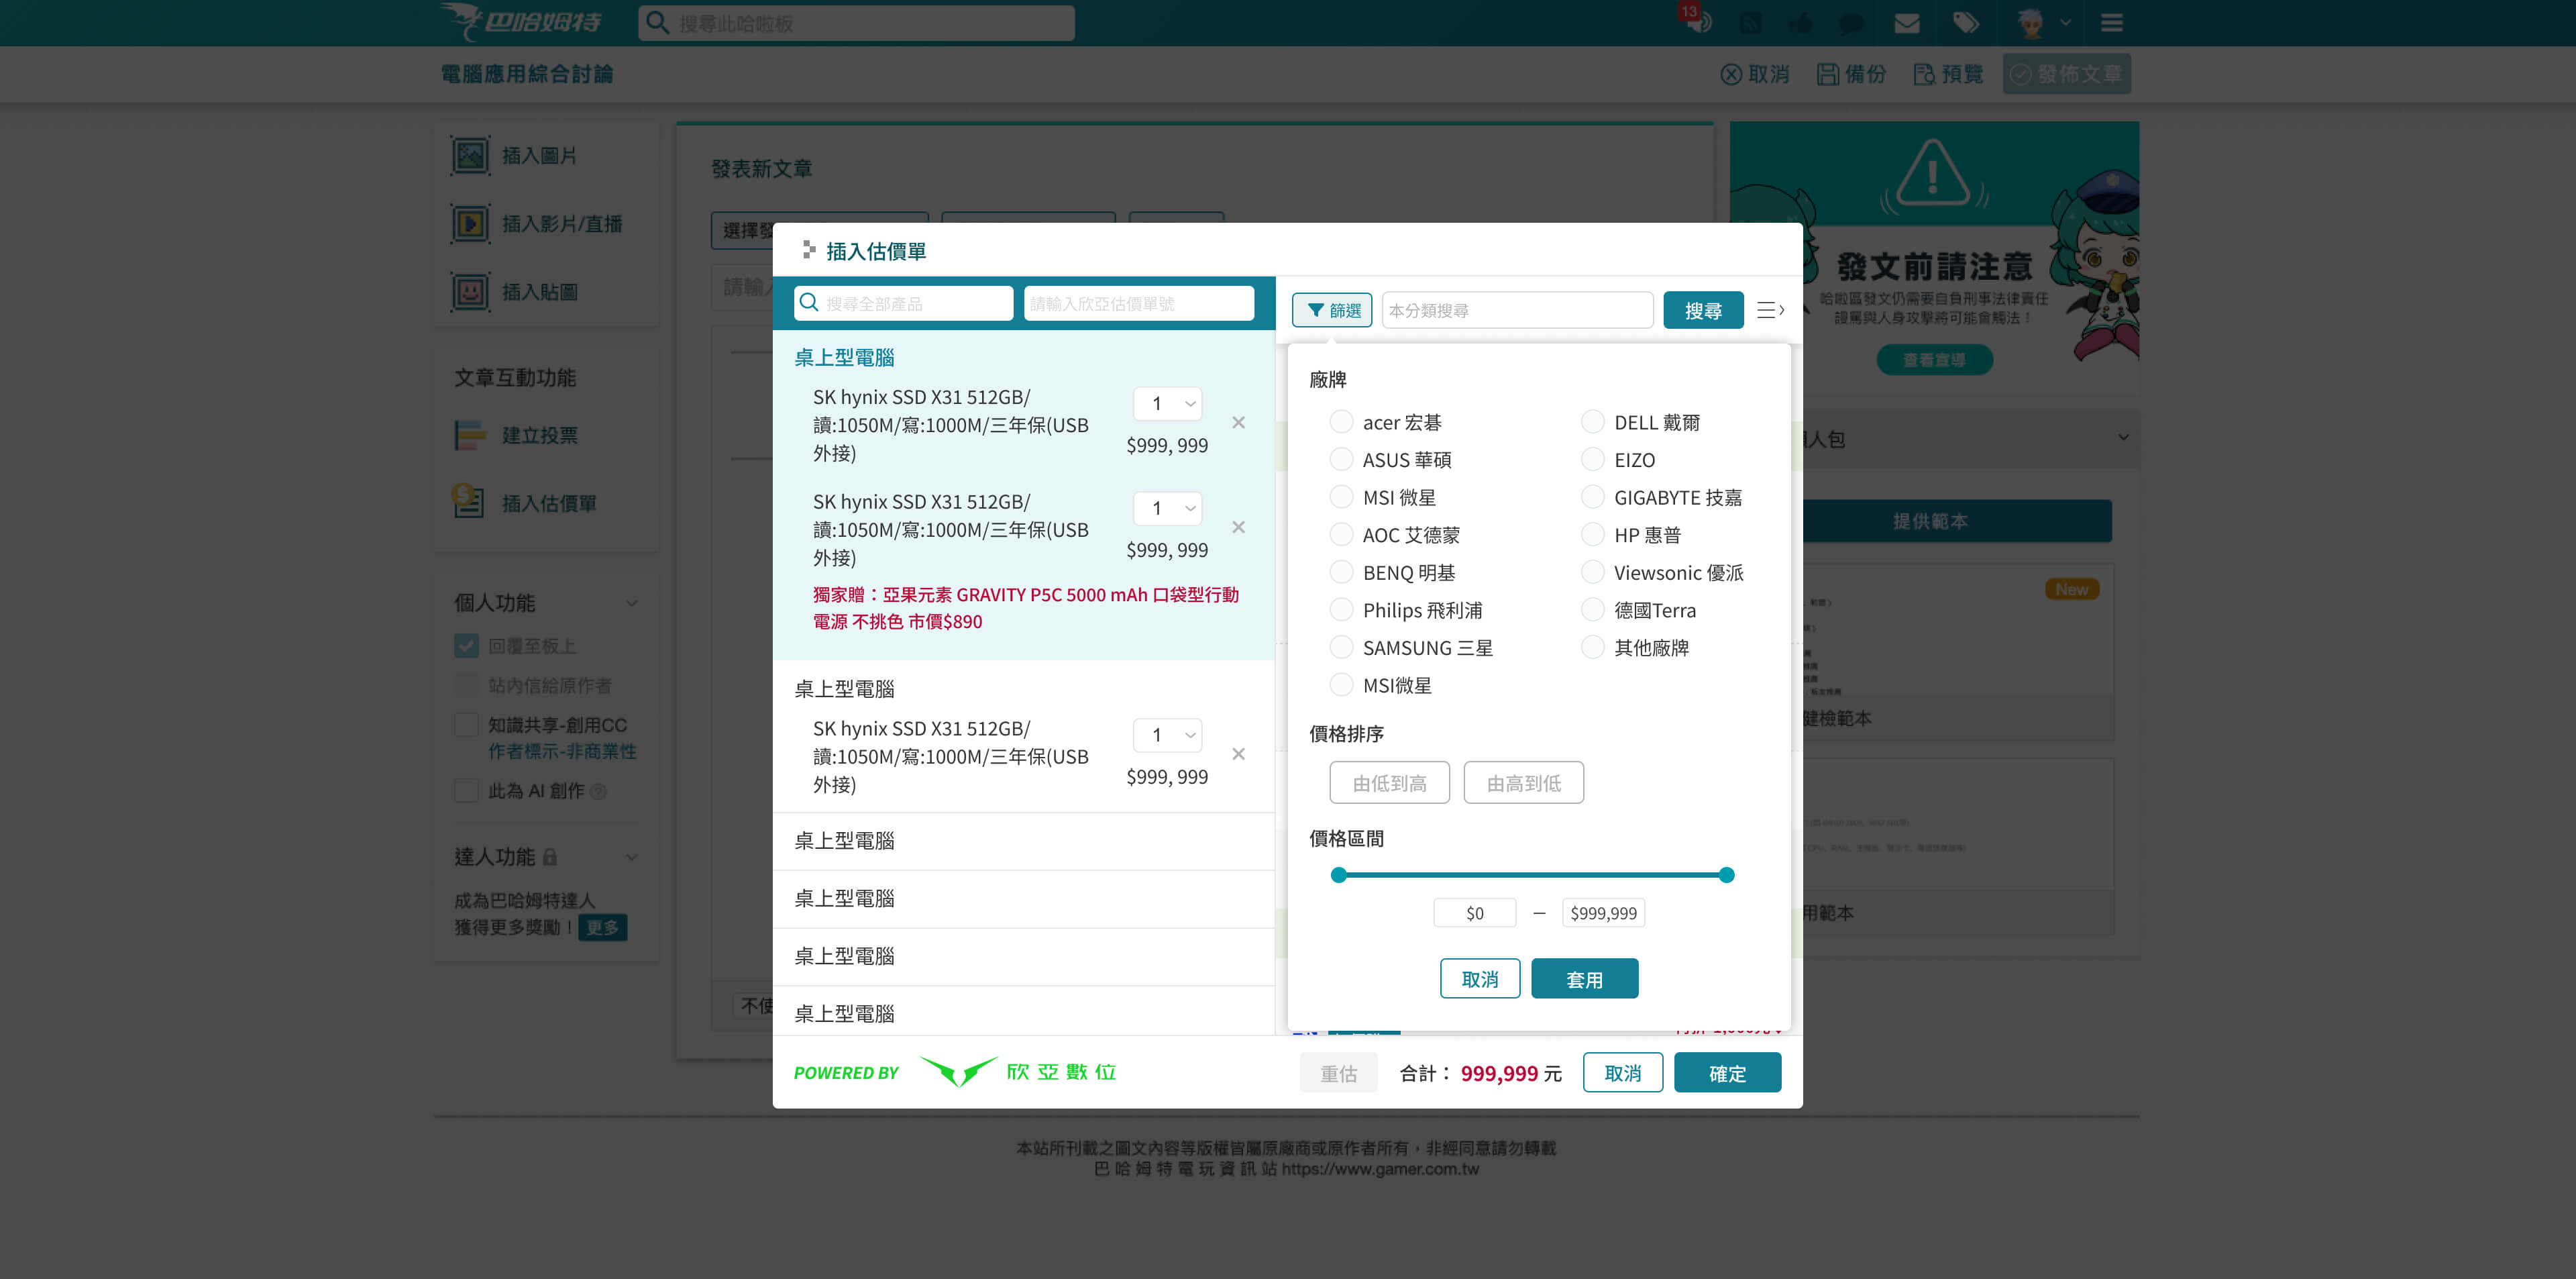 巴哈姆特
搜尋此哈啦板
13
電腦應用綜合討論
取消
備份
預覽
發佈文章
插入圖片
插入影片/直播
插入貼圖
文章互動功能
建立投票
插入估價單
個人功能
回覆至板上
站內信給原作者
知識共享-創用CC
作者標示-非商業性
此為 AI 創作
達人功能
成為巴哈姆特達人
獲得更多獎勵！
更多
發表新文章
選擇發
請輸入
不使
插入估價單
搜尋全部產品
請輸入欣亞估價單號
桌上型電腦
SK hynix SSD X31 512GB/
讀:1050M/寫:1000M/三年保(USB
外接)
1
$999, 999
SK hynix SSD X31 512GB/
讀:1050M/寫:1000M/三年保(USB
外接)
1
$999, 999
獨家贈：亞果元素 GRAVITY P5C 5000 mAh 口袋型行動
電源 不挑色 市價$890
桌上型電腦
SK hynix SSD X31 512GB/
讀:1050M/寫:1000M/三年保(USB
外接)
1
$999, 999
桌上型電腦
桌上型電腦
桌上型電腦
桌上型電腦
篩選
本分類搜尋
搜尋
廠牌
acer 宏碁
DELL 戴爾
ASUS 華碩
EIZO
MSI 微星
GIGABYTE 技嘉
AOC 艾德蒙
HP 惠普
BENQ 明基
Viewsonic 優派
Philips 飛利浦
德國Terra
SAMSUNG 三星
其他廠牌
MSI微星
價格排序
由低到高
由高到低
價格區間
$0
–
$999,999
取消
套用
POWERED BY
欣亞數位
重估
合計：
999,999 元
取消
確定
發文前請注意
哈啦區發文仍需要自負刑事法律責任
謾罵與人身攻擊將可能會觸法！
查看宣導
人包
提供範本
New
健檢範本
用範本
本站所刊載之圖文內容等版權皆屬原廠商或原作者所有，非經同意請勿轉載
巴哈姆特電玩資訊站 https://www.gamer.com.tw